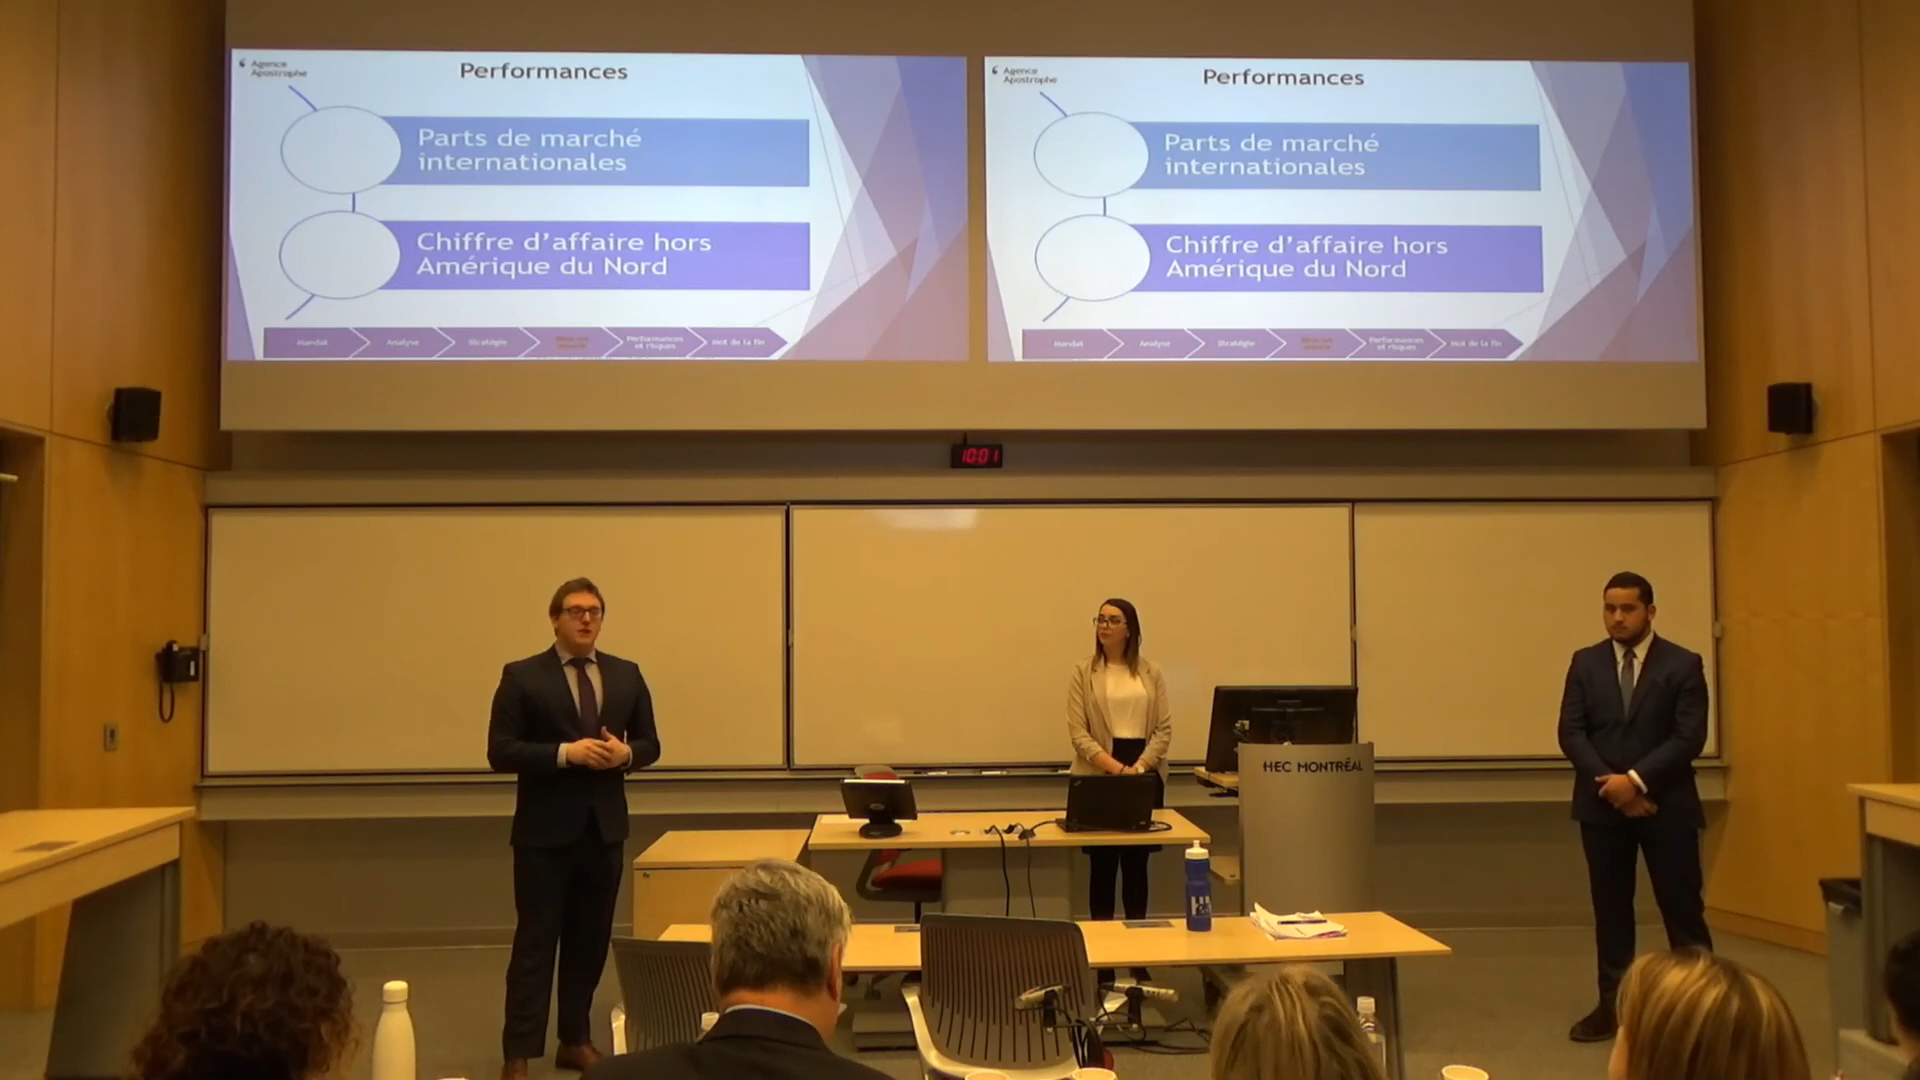 Agence
Apostrophe
Performances
Parts de marché
internationales
Chiffre d'affaire hors
Amérique du Nord
Mandat
Analyse
Stratégie
Performances
et risques
Mot de la fin
Agence
Apostrophe
Performances
Parts de marché
internationales
Chiffre d'affaire hors
Amérique du Nord
Mandat
Analyse
Stratégie
Performances
et risques
Mot de la fin
10:01
HEC MONTRÉAL